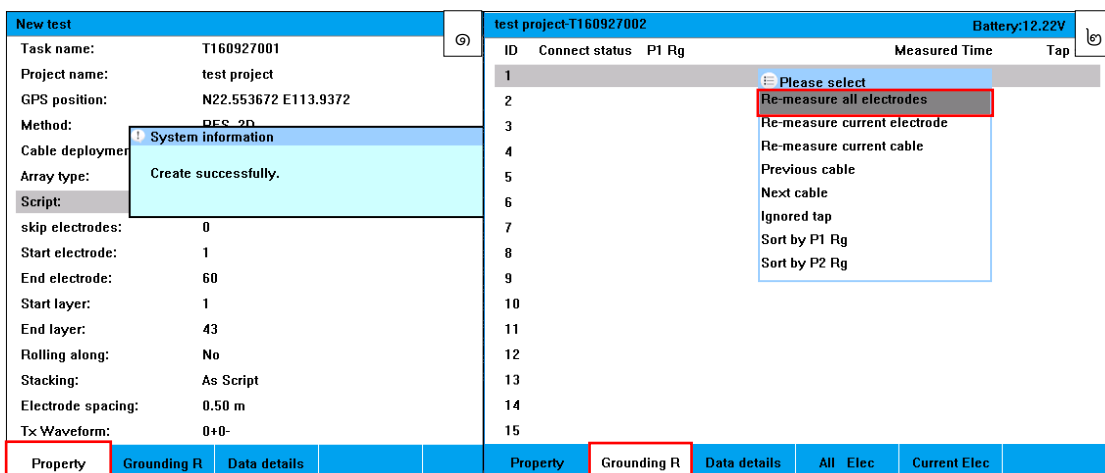 New test
๑
Task name: T160927001
Project name: test project
GPS position: N22.553672 E113.9372
Method: RES_2D
Cable deploymen
Array type:
Script:
System information
Create successfully.
skip electrodes: 0
Start electrode: 1
End electrode: 60
Start layer: 1
End layer: 43
Rolling along: No
Stacking: As Script
Electrode spacing: 0.50 m
Tx Waveform: 0+0-
Property Grounding R Data details
test project-T160927002 Battery:12.22V
๒
ID Connect status P1 Rg Measured Time Tap
1
2
3
4
5
6
7
8
9
10
11
12
13
14
15
Please select
Re-measure all electrodes
Re-measure current electrode
Re-measure current cable
Previous cable
Next cable
Ignored tap
Sort by P1 Rg
Sort by P2 Rg
Property Grounding R Data details All Elec Current Elec